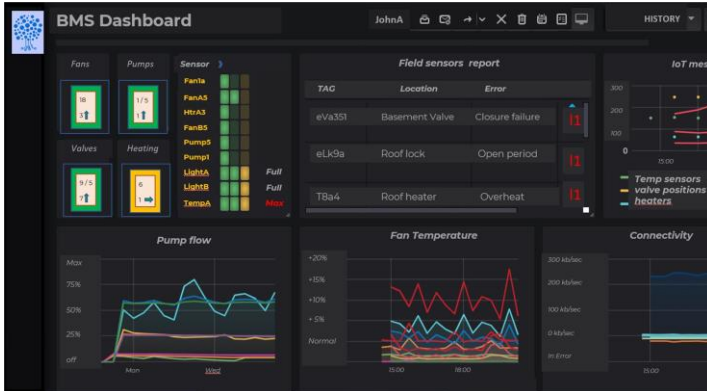 BMS Dashboard
JohnA
HISTORY
Fans
Pumps
18
3
1/5
1
Valves
Heating
9/5
7
6
1
Sensor
Fan1a
FanA5
HtrA3
FanB5
Pump5
Pump1
LightA Full
LightB Full
TempA Max
Field sensors report
TAG Location Error
eVa351 Basement Valve Closure failure
eLk9a Roof lock Open period
T8a4 Roof heater Overheat
IoT mes
300
200
100
0
15:00
Temp sensors
valve positions
heaters
Pump flow
Max
75%
50%
25%
off
Mon Wed
Fan Temperature
+20%
+15%
+10%
+ 5%
Normal
15:00 18:00
Connectivity
300 kb/sec
200 kb/sec
100 kb/sec
0 kb/sec
In Error
15:00